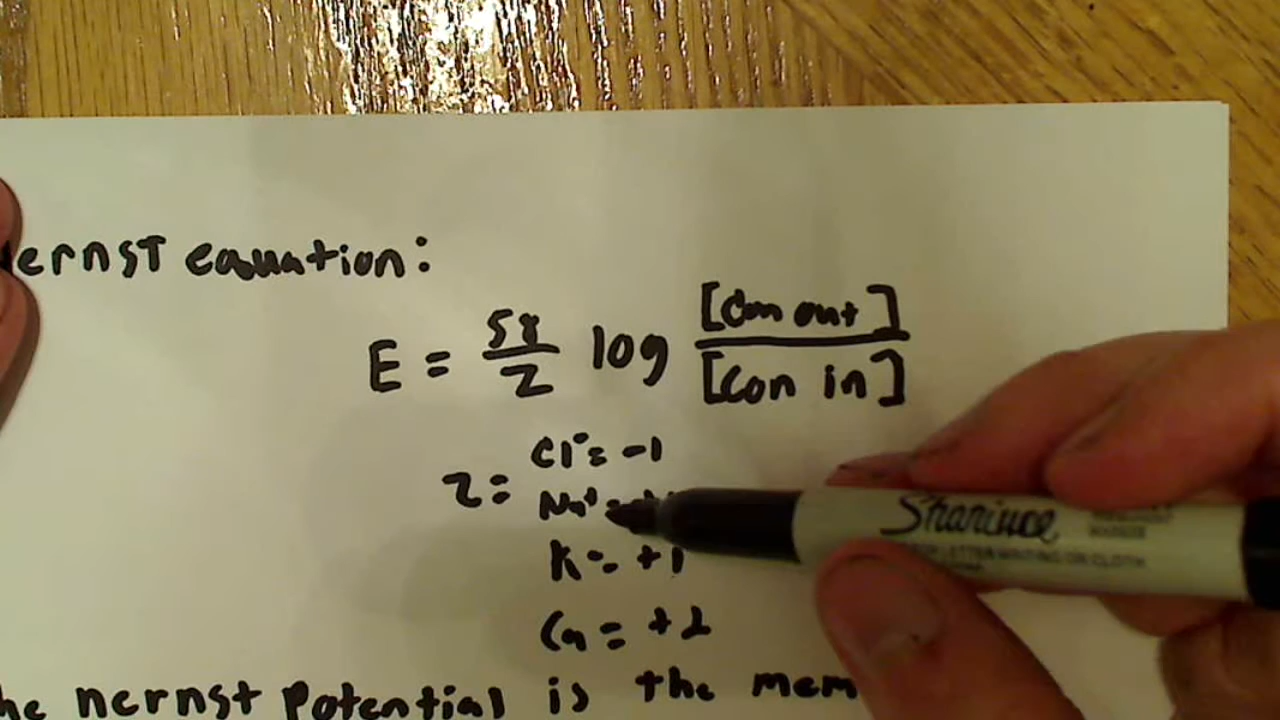 ernst equation:
E = 58/z log [Con out]/[Con in]
z = Cl⁻ = -1
Na⁺ =
K = +1
Ca = +2
he nernst potential is the mem
Sharince